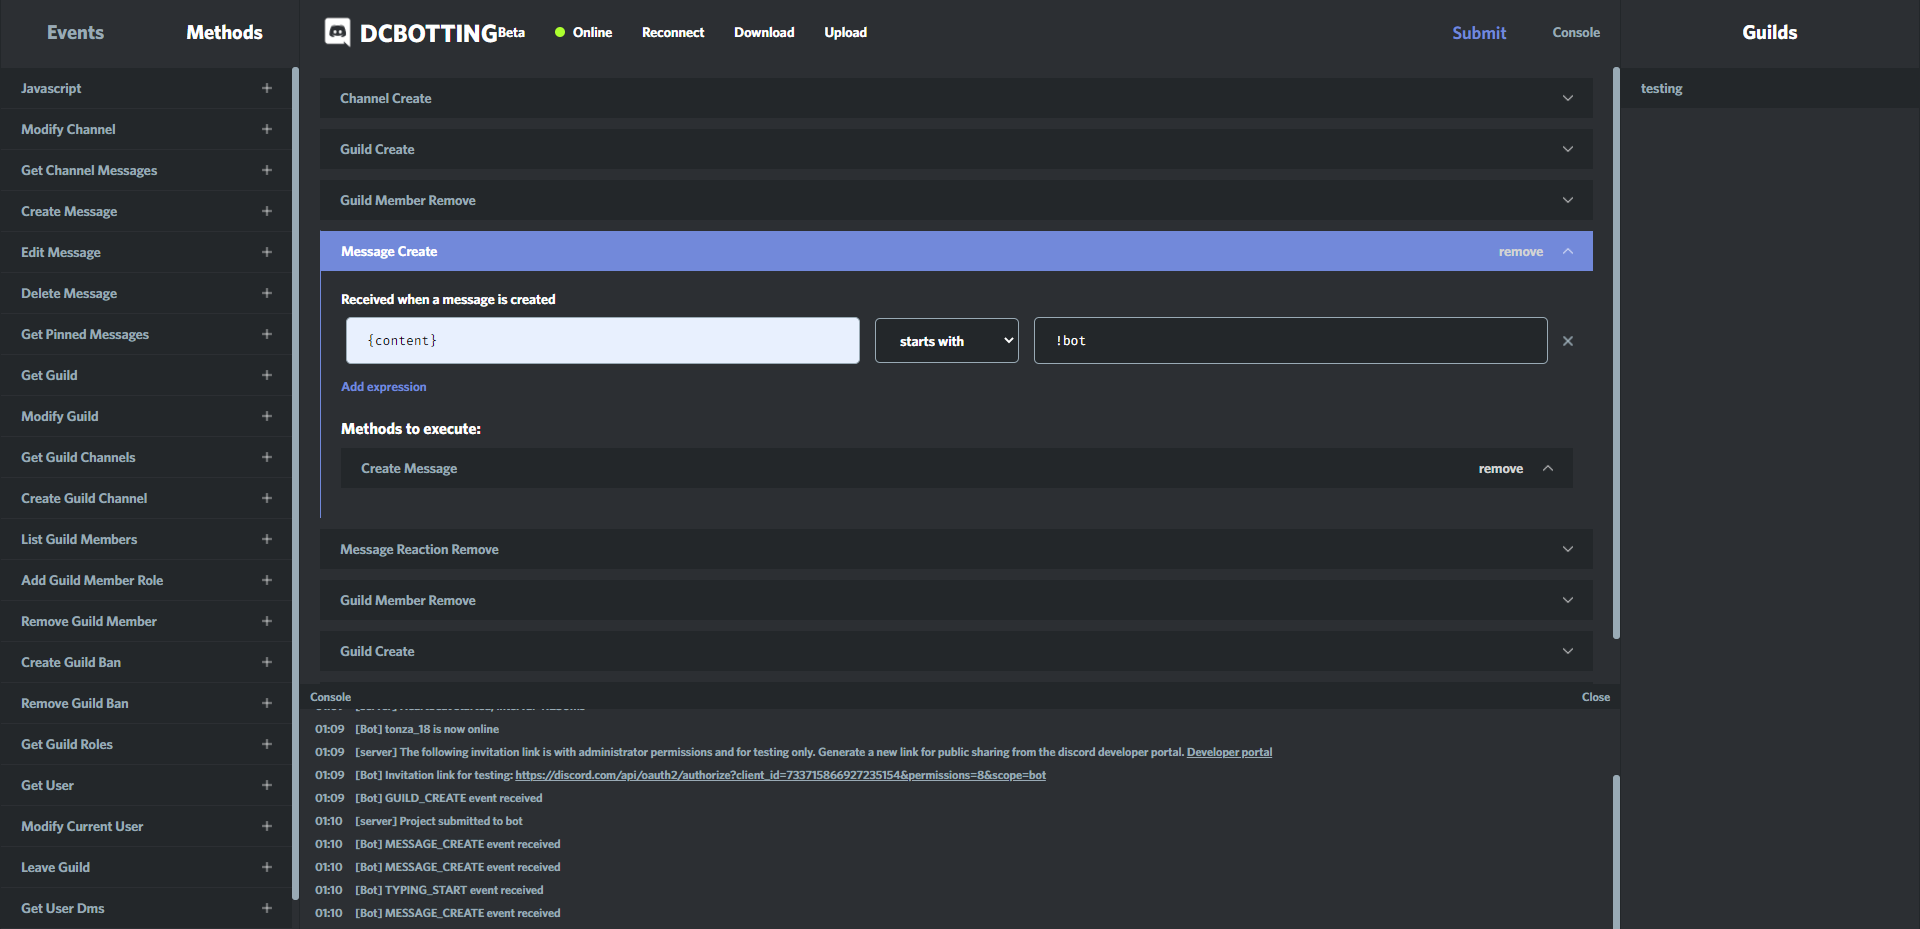 Events Methods
DCBOTTING Beta Online Reconnect Download Upload Submit Console
Guilds
Javascript
Modify Channel
Get Channel Messages
Create Message
Edit Message
Delete Message
Get Pinned Messages
Get Guild
Modify Guild
Get Guild Channels
Create Guild Channel
List Guild Members
Add Guild Member Role
Remove Guild Member
Create Guild Ban
Remove Guild Ban
Get Guild Roles
Get User
Modify Current User
Leave Guild
Get User Dms
Channel Create
Guild Create
Guild Member Remove
Message Create remove
Received when a message is created
{content} starts with !bot
Add expression
Methods to execute:
Create Message remove
Message Reaction Remove
Guild Member Remove
Guild Create
Console Close
01:09 [Bot] tonza_18 is now online
01:09 [server] The following invitation link is with administrator permissions and for testing only. Generate a new link for public sharing from the discord developer portal. Developer portal
01:09 [Bot] Invitation link for testing: https://discord.com/api/oauth2/authorize?client_id=733715866927235154&permissions=8&scope=bot
01:09 [Bot] GUILD_CREATE event received
01:10 [server] Project submitted to bot
01:10 [Bot] MESSAGE_CREATE event received
01:10 [Bot] MESSAGE_CREATE event received
01:10 [Bot] TYPING_START event received
01:10 [Bot] MESSAGE_CREATE event received
testing